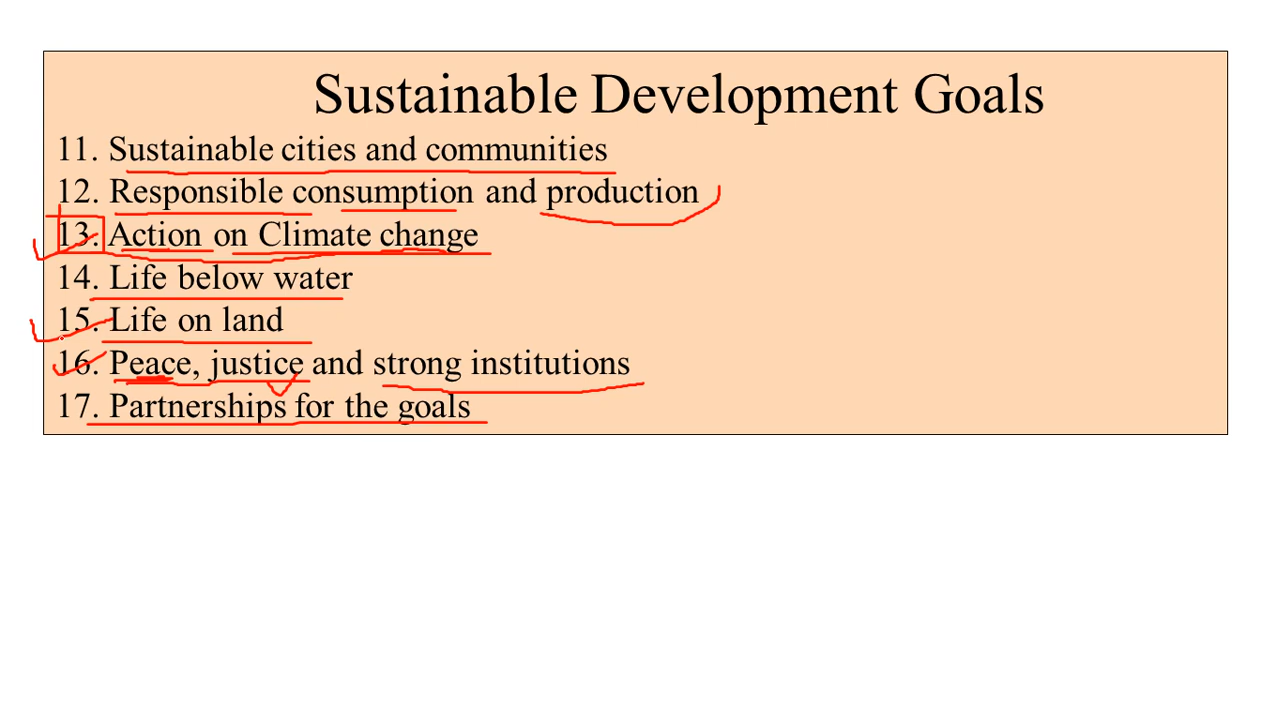 Sustainable Development Goals
11. Sustainable cities and communities
12. Responsible consumption and production
13. Action on Climate change
14. Life below water
15. Life on land
16. Peace, justice and strong institutions
17. Partnerships for the goals